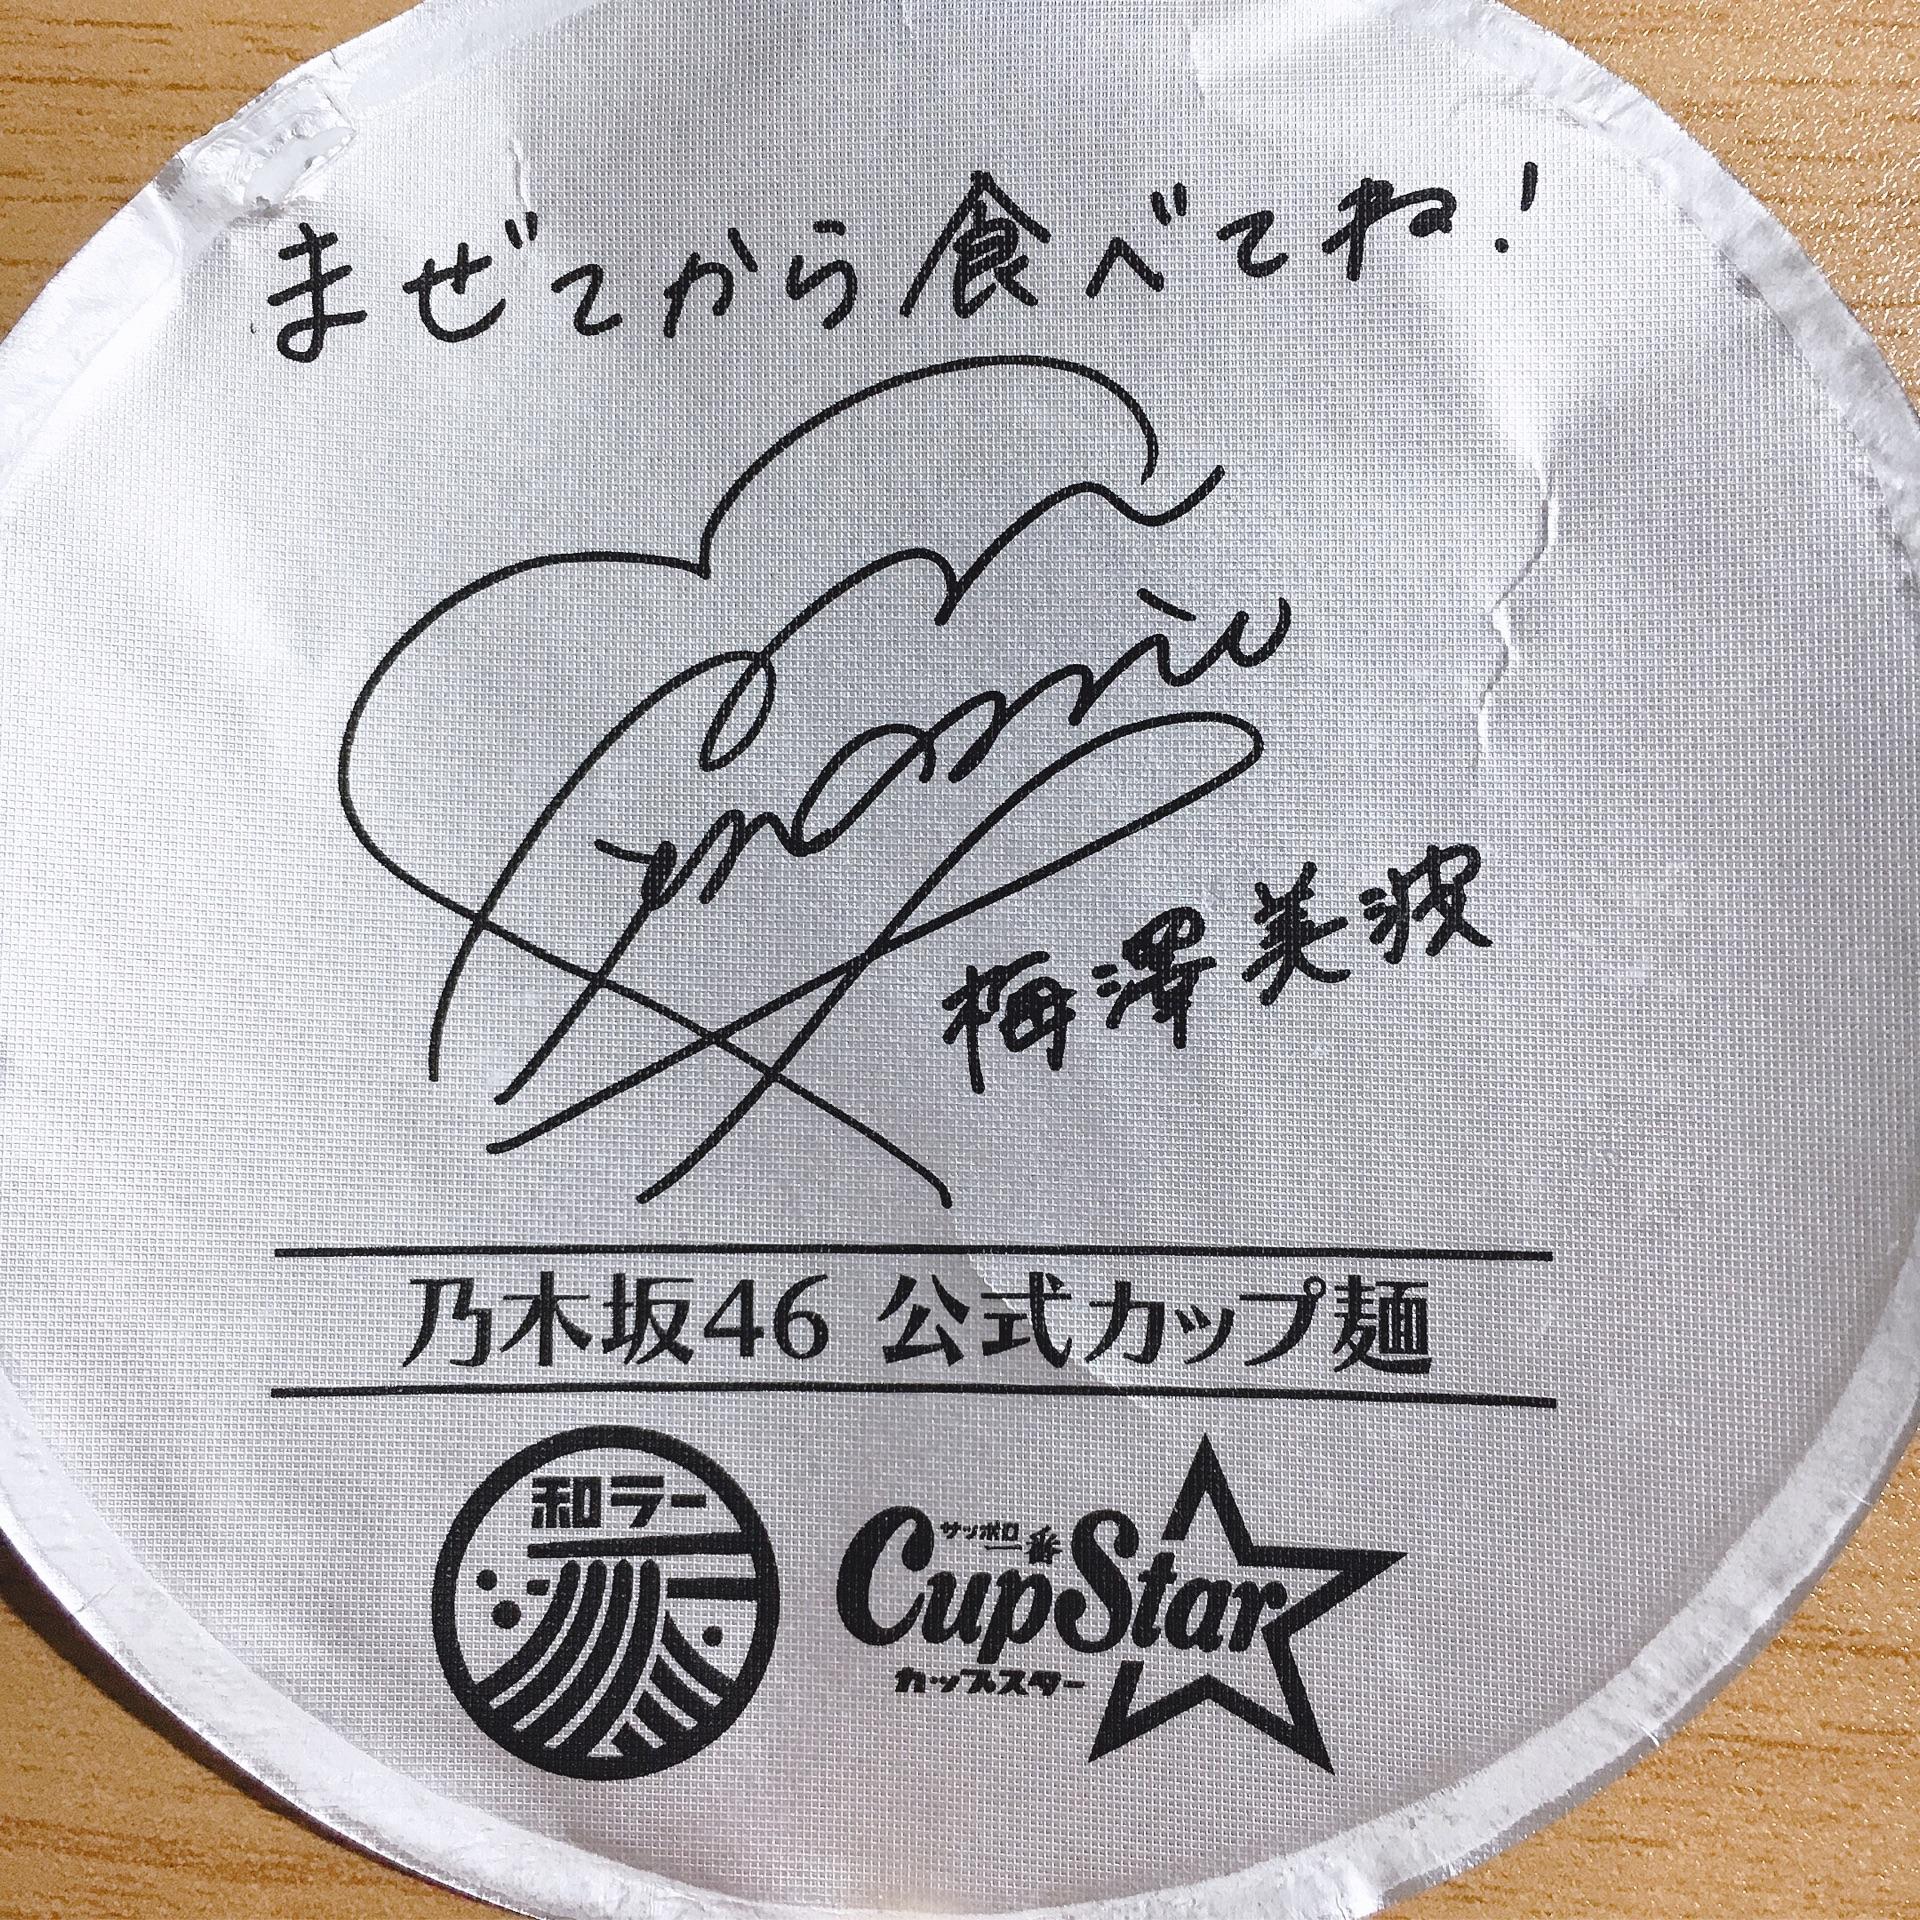 まぜてから食べてね!
Minami
梅澤美波
乃木坂46 公式カップ麺
和ラー
サッポロ一番
CupStar
カップスター